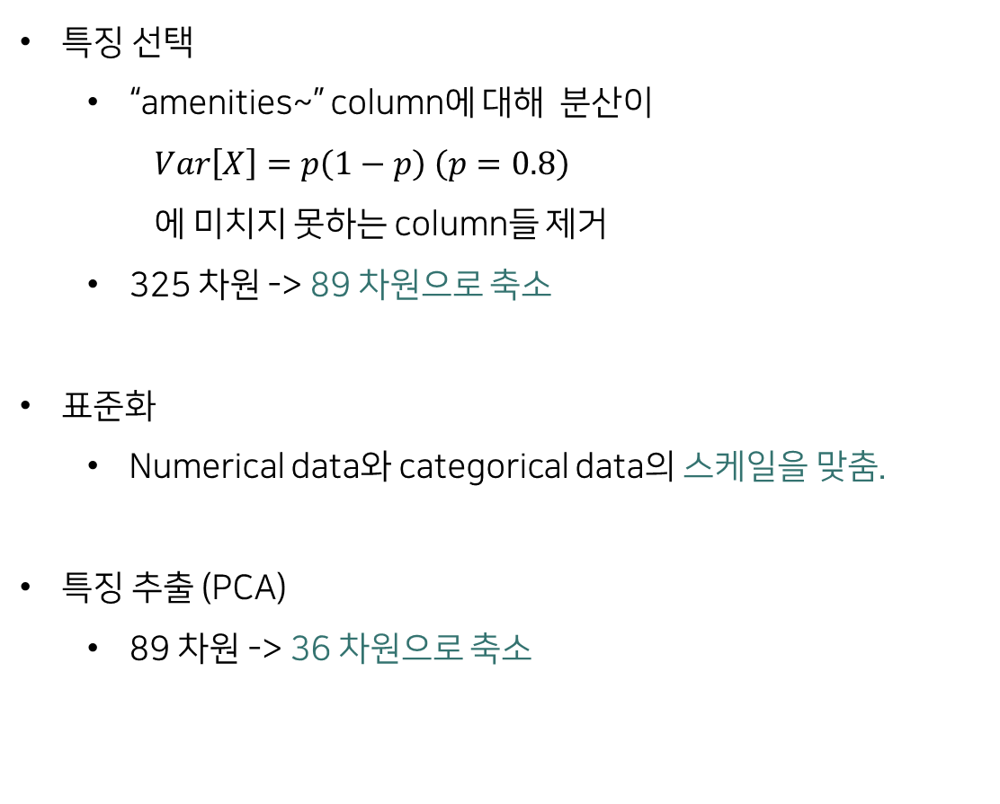 • 특징 선택
• “amenities~” column에 대해 분산이
Var[X] = p(1 − p) (p = 0.8)
에 미치지 못하는 column들 제거
• 325 차원 -> 89 차원으로 축소
• 표준화
• Numerical data와 categorical data의 스케일을 맞춤.
• 특징 추출 (PCA)
• 89 차원 -> 36 차원으로 축소